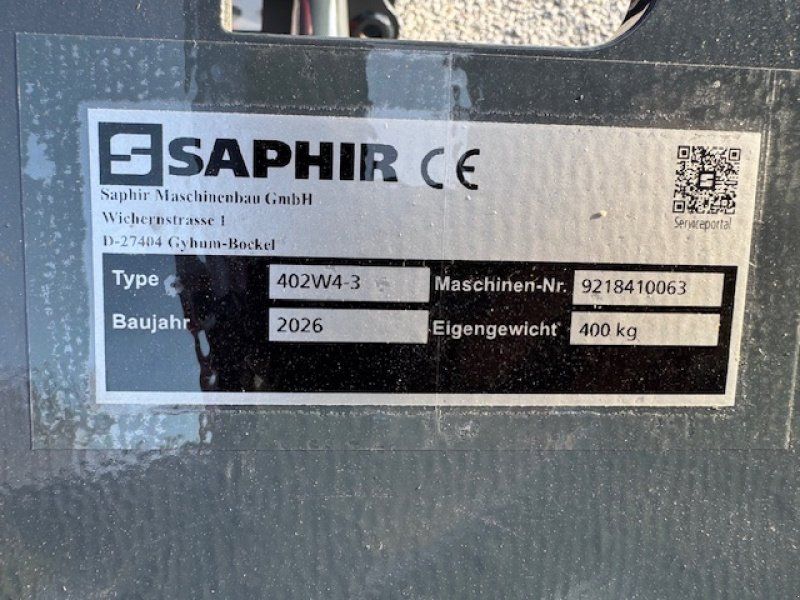 SAPHIR CE
Saphir Maschinenbau GmbH
Wichernstrasse 1
D-27404 Gyhum-Bockel
Serviceportal
Type 402W4-3 Maschinen-Nr. 9218410063
Baujahr 2026 Eigengewicht 400 kg